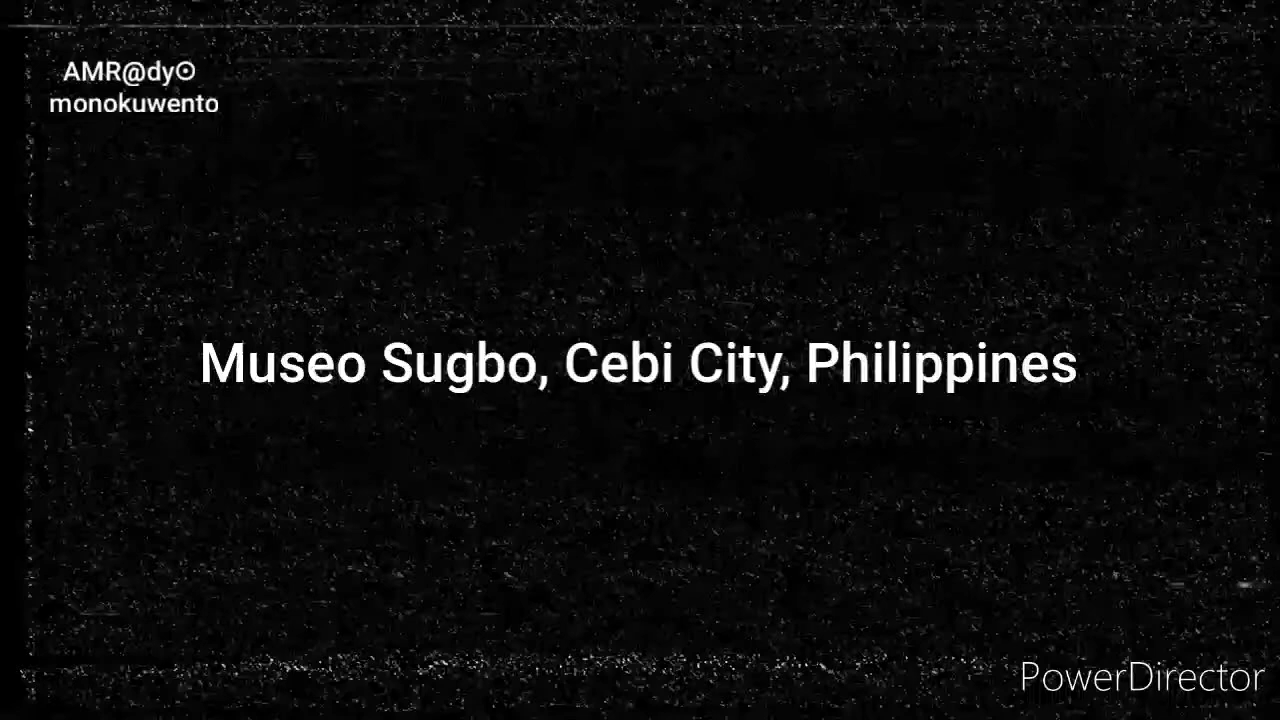 AMR@dy⊙
monokuwento
Museo Sugbo, Cebi City, Philippines
PowerDirector